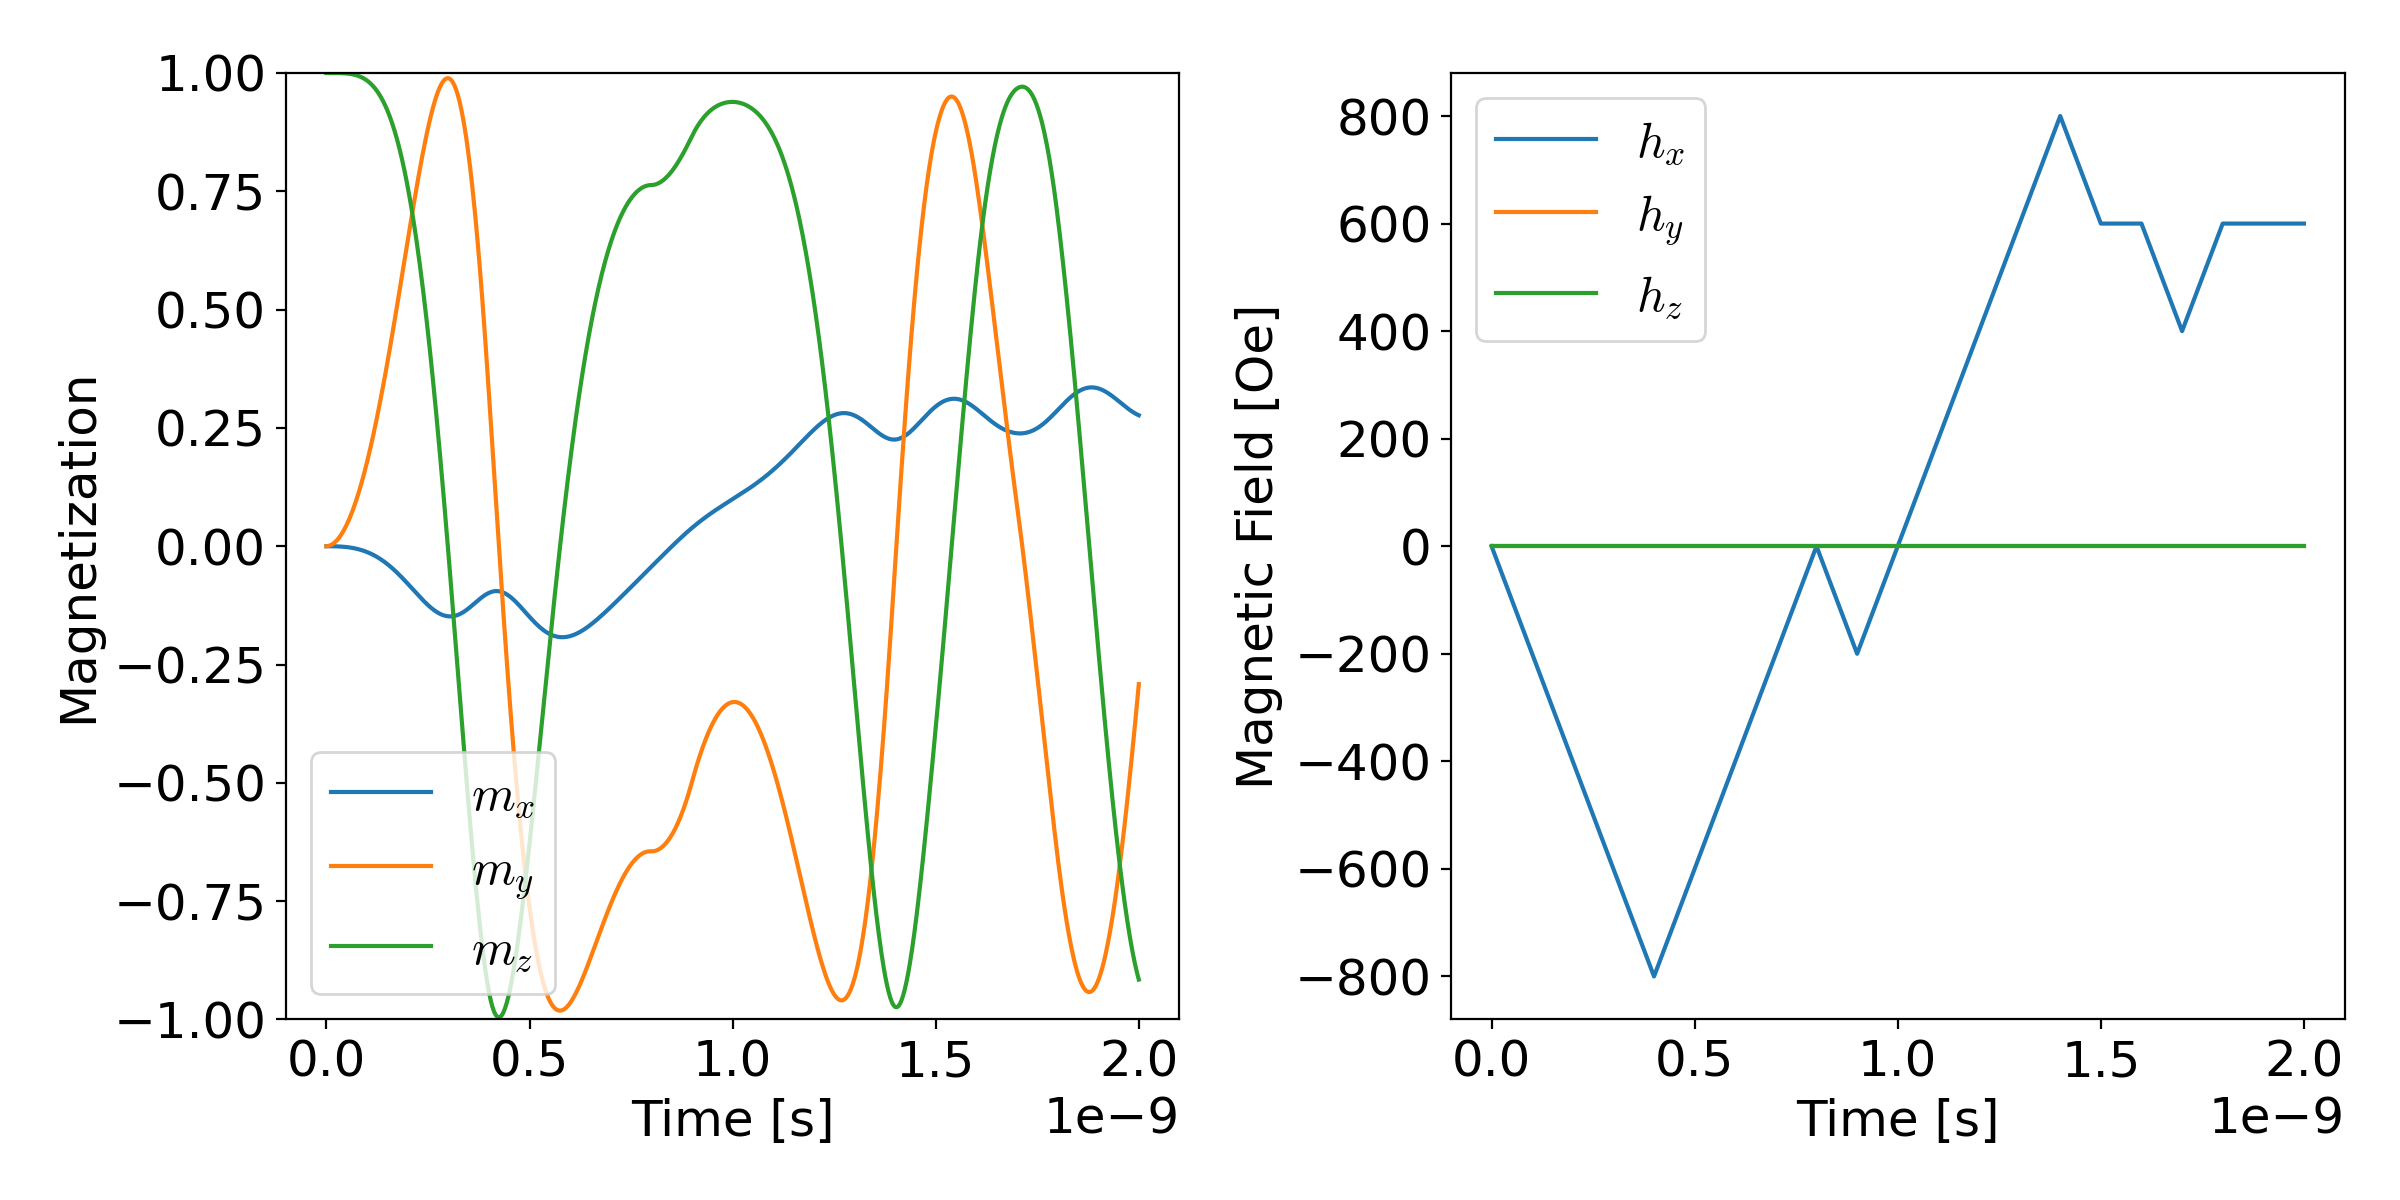 1.00
0.75
0.50
0.25
0.00
−0.25
−0.50
−0.75
−1.00
Magnetization
m_x
m_y
m_z
0.0 0.5 1.0 1.5 2.0
Time [s]
1e−9
800
600
400
200
0
−200
−400
−600
−800
Magnetic Field [Oe]
h_x
h_y
h_z
0.0 0.5 1.0 1.5 2.0
Time [s]
1e−9